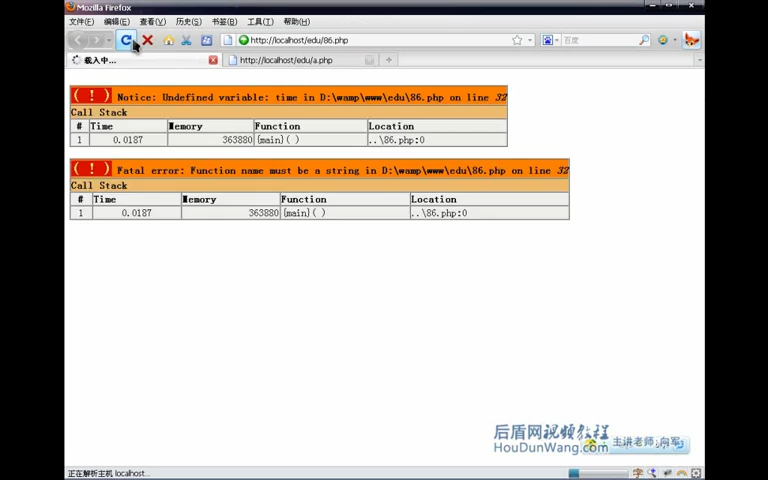 Mozilla Firefox
文件(F) 编辑(E) 查看(V) 历史(S) 书签(B) 工具(T) 帮助(H)
http://localhost/edu/86.php 百度
载入中... http://localhost/edu/a.php
( ! ) Notice: Undefined variable: time in D:\wamp\www\edu\86.php on line 32
Call Stack
# Time Memory Function Location
1 0.0187 363880 {main}( ) ..\86.php:0
( ! ) Fatal error: Function name must be a string in D:\wamp\www\edu\86.php on line 32
Call Stack
# Time Memory Function Location
1 0.0187 363880 {main}( ) ..\86.php:0
后盾网视频教程
HouDunWang.com 主讲老师:向军
正在解析主机 localhost...